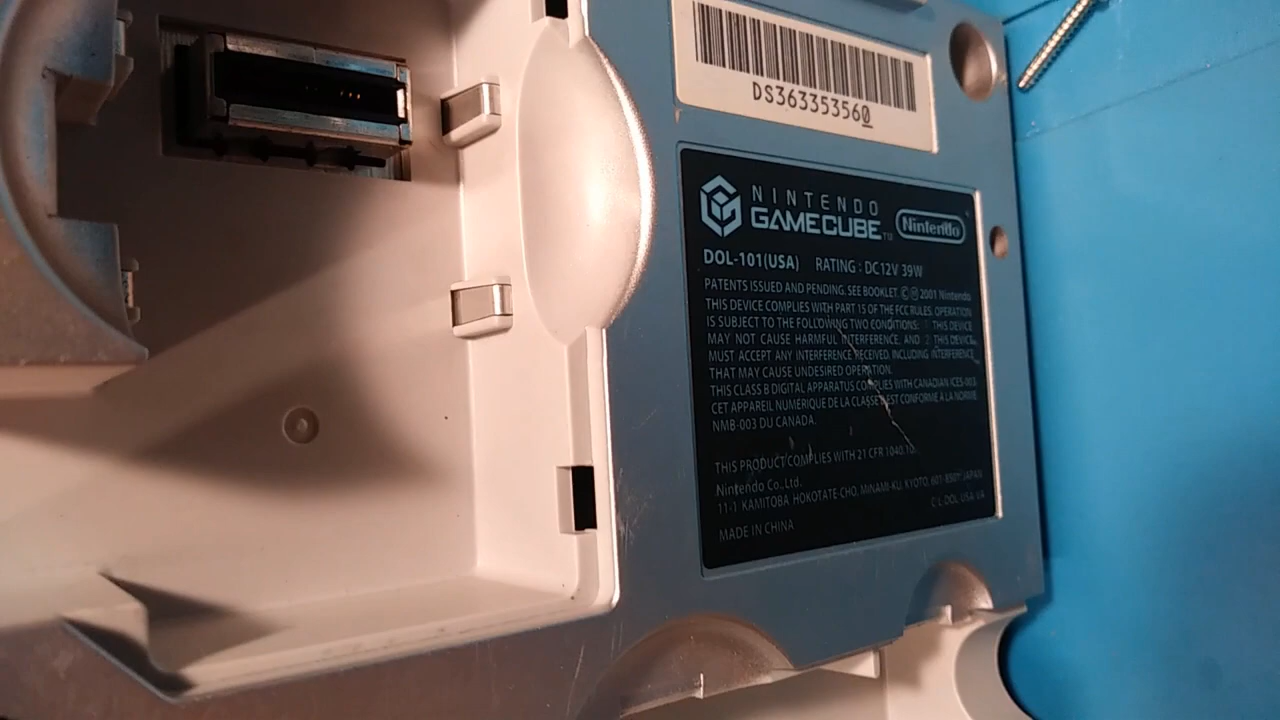 DS363353560
NINTENDO
GAMECUBE™
Nintendo
DOL-101(USA) RATING : DC12V 39W
PATENTS ISSUED AND PENDING. SEE BOOKLET. ©Ⓜ2001 Nintendo
THIS DEVICE COMPLIES WITH PART 15 OF THE FCC RULES. OPERATION
IS SUBJECT TO THE FOLLOWING TWO CONDITIONS: 1 THIS DEVICE
MAY NOT CAUSE HARMFUL INTERFERENCE, AND 2 THIS DEVICE
MUST ACCEPT ANY INTERFERENCE RECEIVED, INCLUDING INTERFERENCE
THAT MAY CAUSE UNDESIRED OPERATION.
THIS CLASS B DIGITAL APPARATUS COMPLIES WITH CANADIAN ICES-003.
CET APPAREIL NUMÉRIQUE DE LA CLASSE EST CONFORME À LA NORME
NMB-003 DU CANADA.
THIS PRODUCT COMPLIES WITH 21 CFR 1040.10.
Nintendo Co., Ltd.
11-1 KAMITOBA HOKOTATE-CHO, MINAMI-KU, KYOTO, 601-8501 JAPAN
MADE IN CHINA